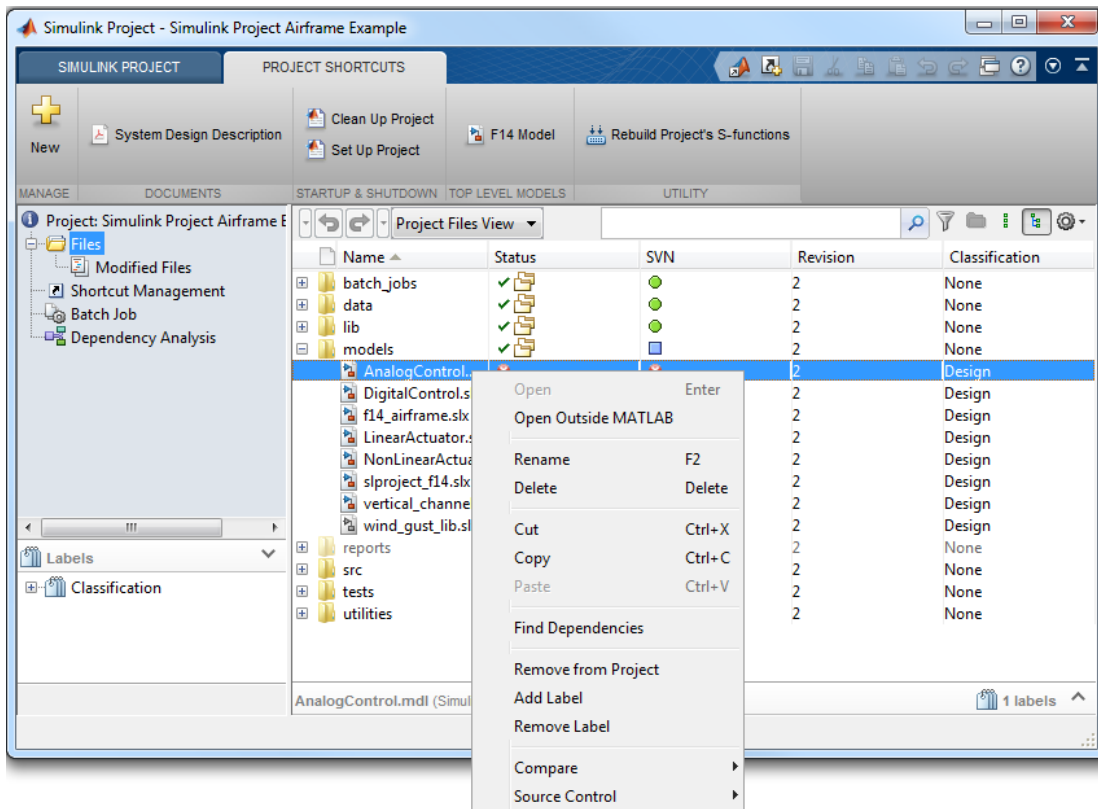 Simulink Project - Simulink Project Airframe Example
SIMULINK PROJECT PROJECT SHORTCUTS
New
System Design Description
Clean Up Project
Set Up Project
F14 Model
Rebuild Project's S-functions
MANAGE DOCUMENTS STARTUP & SHUTDOWN TOP LEVEL MODELS UTILITY
Project: Simulink Project Airframe E
Files
Modified Files
Shortcut Management
Batch Job
Dependency Analysis
Labels
Classification
Project Files View
Name Status SVN Revision Classification
batch_jobs 2 None
data 2 None
lib 2 None
models 2 None
AnalogControl... 2 Design
DigitalControl.s 2 Design
f14_airframe.slx 2 Design
LinearActuator.s 2 Design
NonLinearActua 2 Design
slproject_f14.slx 2 Design
vertical_channe 2 Design
wind_gust_lib.sl 2 Design
reports 2 None
src 2 None
tests 2 None
utilities 2 None
Open Enter
Open Outside MATLAB
Rename F2
Delete Delete
Cut Ctrl+X
Copy Ctrl+C
Paste Ctrl+V
Find Dependencies
Remove from Project
Add Label
Remove Label
Compare
Source Control
AnalogControl.mdl (Simul
1 labels